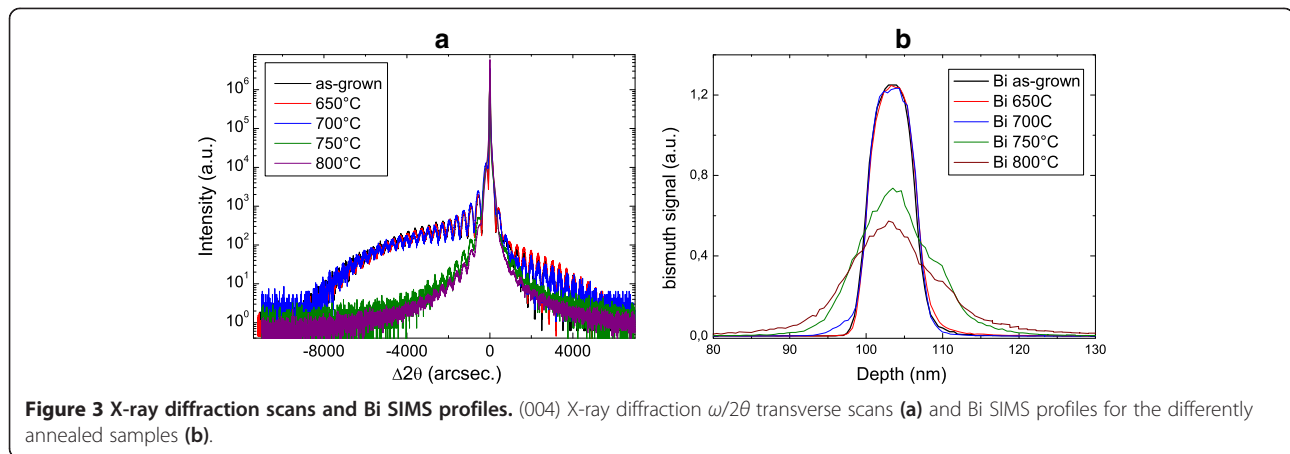 a
as-grown
650°C
700°C
750°C
800°C
10⁶
10⁵
10⁴
10³
10²
10¹
10⁰
Intensity (a.u.)
-8000 -4000 0 4000
Δ2θ (arcsec.)
b
Bi as-grown
Bi 650C
Bi 700C
Bi 750°C
Bi 800°C
1,2
0,8
0,4
0,0
bismuth signal (a.u.)
80 90 100 110 120 130
Depth (nm)
Figure 3 X-ray diffraction scans and Bi SIMS profiles. (004) X-ray diffraction ω/2θ transverse scans (a) and Bi SIMS profiles for the differently
annealed samples (b).